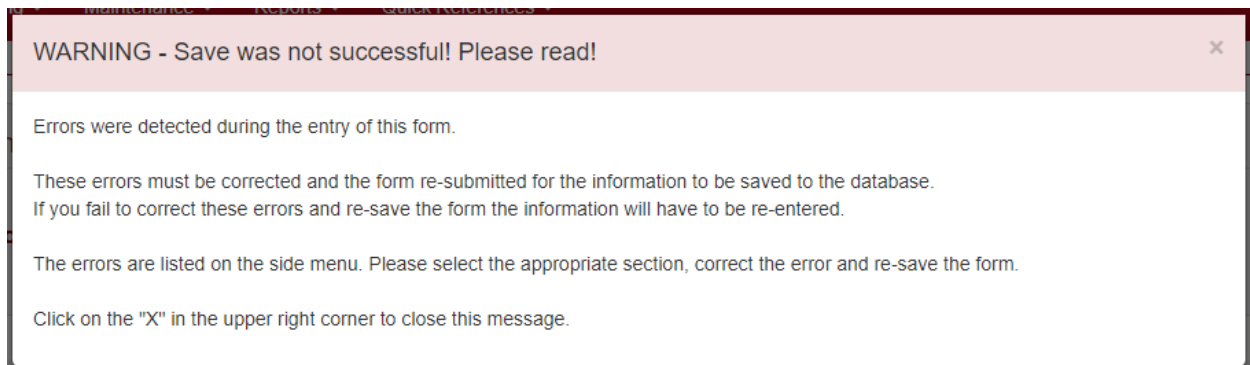 Maintenance Reports Quick References
WARNING - Save was not successful! Please read!
×
Errors were detected during the entry of this form.
These errors must be corrected and the form re-submitted for the information to be saved to the database.
If you fail to correct these errors and re-save the form the information will have to be re-entered.
The errors are listed on the side menu. Please select the appropriate section, correct the error and re-save the form.
Click on the "X" in the upper right corner to close this message.